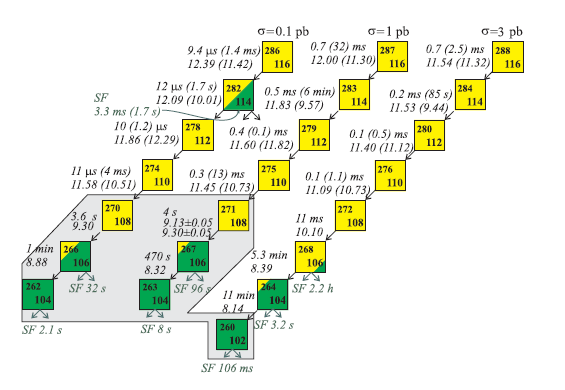 σ=0.1 pb
σ=1 pb
σ=3 pb
9.4 μs (1.4 ms)
12.39 (11.42)
286
116
0.7 (32) ms
12.00 (11.30)
287
116
0.7 (2.5) ms
11.54 (11.32)
288
116
12 μs (1.7 s)
12.09 (10.01)
282
114
0.5 ms (6 min)
11.83 (9.57)
283
114
0.2 ms (85 s)
11.53 (9.44)
284
114
SF
3.3 ms (1.7 s)
10 (1.2) μs
11.86 (12.29)
278
112
0.4 (0.1) ms
11.60 (11.82)
279
112
0.1 (0.5) ms
11.40 (11.12)
280
112
11 μs (4 ms)
11.58 (10.51)
274
110
0.3 (13) ms
11.45 (10.73)
275
110
0.1 (1.1) ms
11.09 (10.73)
276
110
3.6 s
9.30
270
108
4 s
9.13±0.05
9.30±0.05
271
108
11 ms
10.10
272
108
1 min
8.88
266
106
SF 32 s
470 s
8.32
267
106
SF 96 s
5.3 min
8.39
268
106
SF 2.2 h
262
104
SF 2.1 s
263
104
SF 8 s
11 min
8.14
264
104
SF 3.2 s
260
102
SF 106 ms